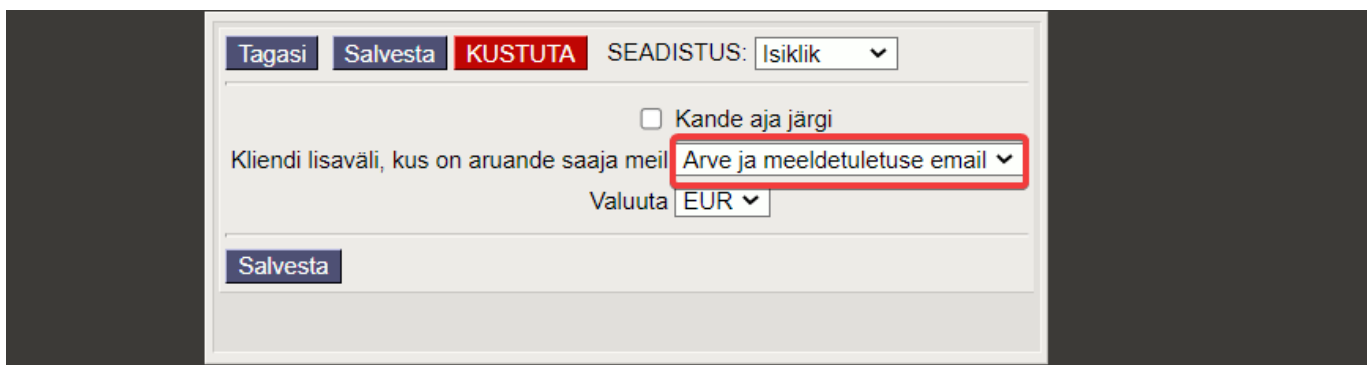 Tagasi Salvesta KUSTUTA SEADISTUS: Isiklik
Kande aja järgi
Kliendi lisaväli, kus on aruande saaja meil Arve ja meeldetuletuse email
Valuuta EUR
Salvesta